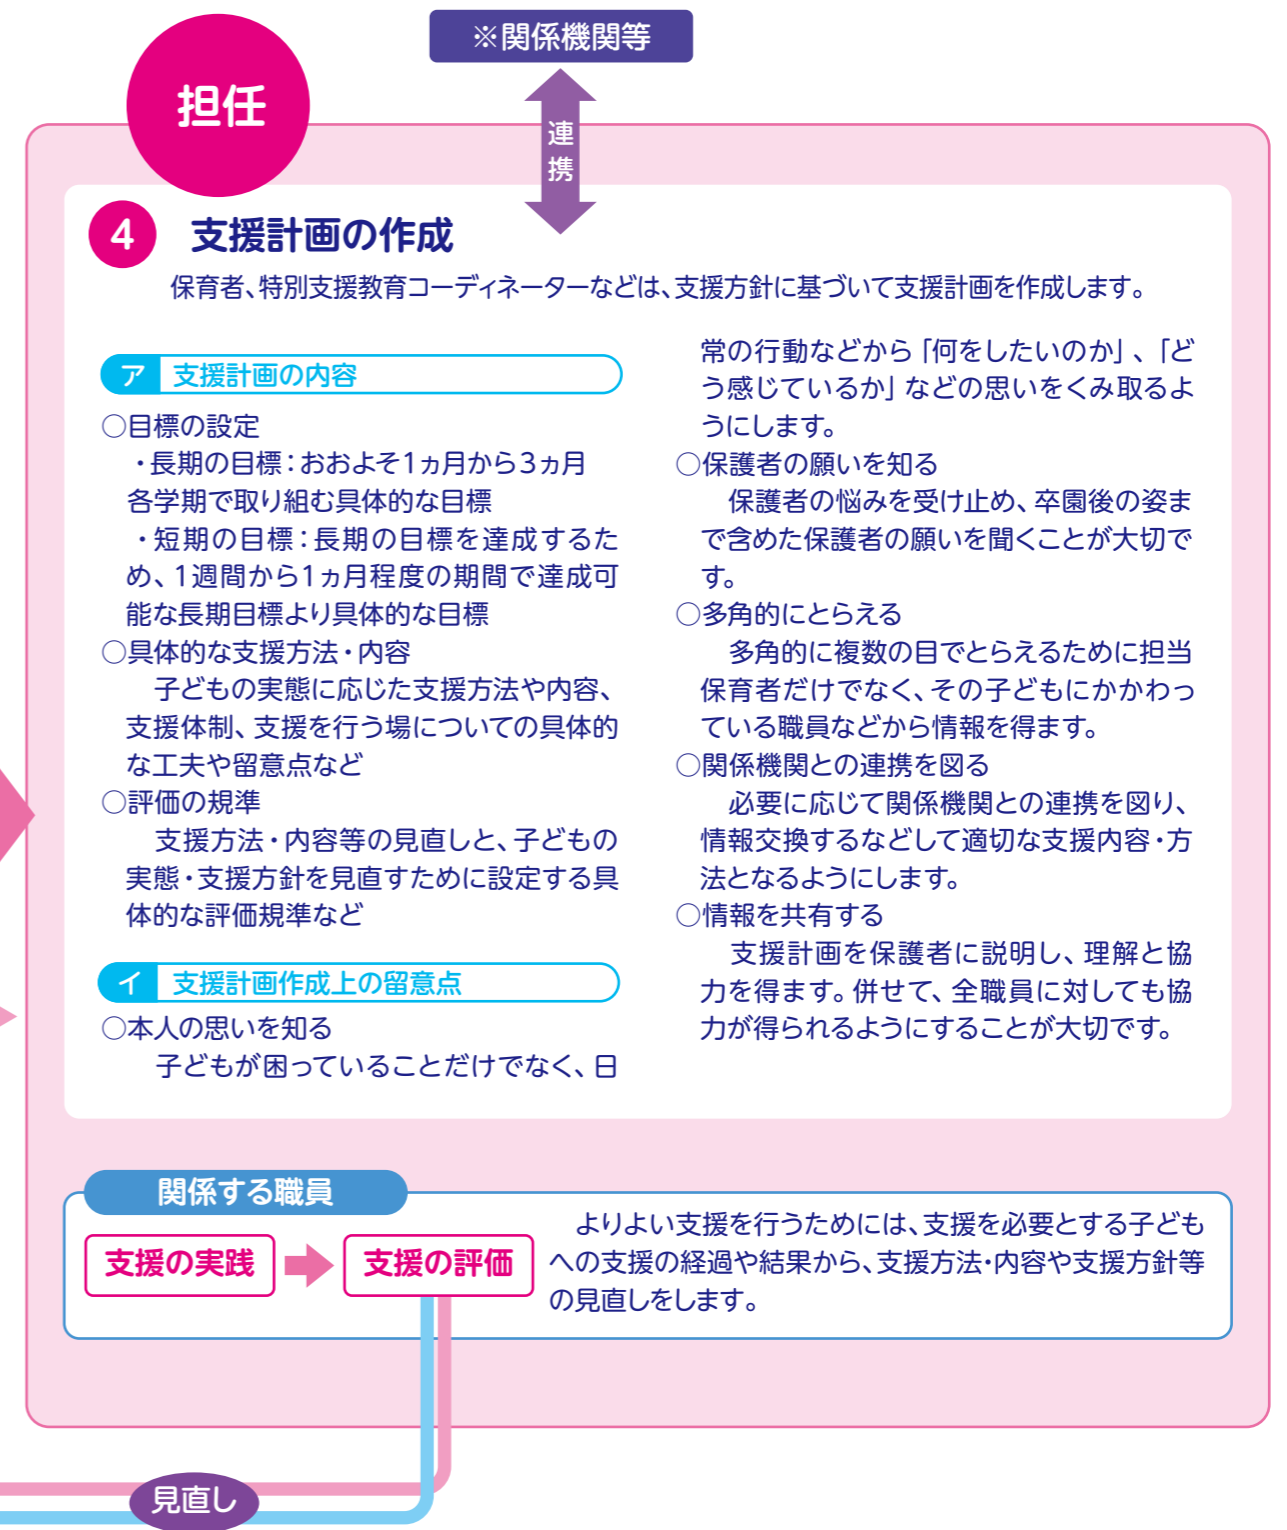 ※関係機関等
担任
連携
4 支援計画の作成
保育者、特別支援教育コーディネーターなどは、支援方針に基づいて支援計画を作成します。
ア 支援計画の内容
○目標の設定
・長期の目標：おおよそ1ヵ月から3ヵ月
各学期で取り組む具体的な目標
・短期の目標：長期の目標を達成するた
め、1週間から1ヵ月程度の期間で達成可
能な長期目標より具体的な目標
○具体的な支援方法・内容
子どもの実態に応じた支援方法や内容、
支援体制、支援を行う場についての具体的
な工夫や留意点など
○評価の規準
支援方法・内容等の見直しと、子どもの
実態・支援方針を見直すために設定する具
体的な評価規準など
イ 支援計画作成上の留意点
○本人の思いを知る
子どもが困っていることだけでなく、日
常の行動などから「何をしたいのか」、「ど
う感じているか」などの思いをくみ取るよ
うにします。
○保護者の願いを知る
保護者の悩みを受け止め、卒園後の姿ま
で含めた保護者の願いを聞くことが大切で
す。
○多角的にとらえる
多角的に複数の目でとらえるために担当
保育者だけでなく、その子どもにかかわっ
ている職員などから情報を得ます。
○関係機関との連携を図る
必要に応じて関係機関との連携を図り、
情報交換するなどして適切な支援内容・方
法となるようにします。
○情報を共有する
支援計画を保護者に説明し、理解と協
力を得ます。併せて、全職員に対しても協
力が得られるようにすることが大切です。
関係する職員
支援の実践
支援の評価
よりよい支援を行うためには、支援を必要とする子ども
への支援の経過や結果から、支援方法・内容や支援方針等
の見直しをします。
見直し